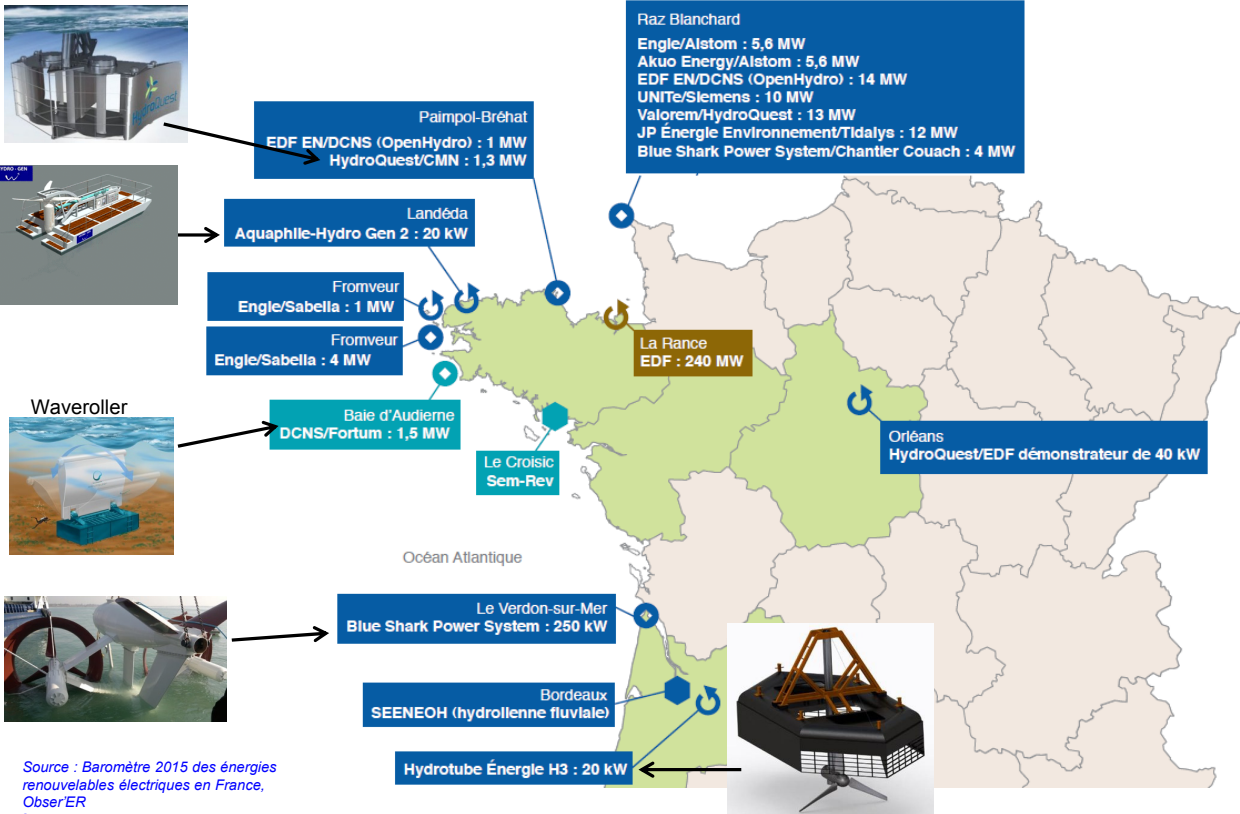 Raz Blanchard
Engie/Alstom : 5,6 MW
Akuo Energy/Alstom : 5,6 MW
EDF EN/DCNS (OpenHydro) : 14 MW
UNITe/Siemens : 10 MW
Valorem/HydroQuest : 13 MW
JP Énergie Environnement/Tidalys : 12 MW
Blue Shark Power System/Chantier Couach : 4 MW
HydroQuest
Paimpol-Bréhat
EDF EN/DCNS (OpenHydro) : 1 MW
HydroQuest/CMN : 1,3 MW
HYDRO - GEN
Landéda
Aquaphile-Hydro Gen 2 : 20 kW
Fromveur
Engie/Sabella : 1 MW
Fromveur
Engie/Sabella : 4 MW
La Rance
EDF : 240 MW
Waveroller
Baie d'Audierne
DCNS/Fortum : 1,5 MW
Le Croisic
Sem-Rev
Orléans
HydroQuest/EDF démonstrateur de 40 kW
Océan Atlantique
Le Verdon-sur-Mer
Blue Shark Power System : 250 kW
Bordeaux
SEENEOH (hydrolienne fluviale)
Hydrotube Énergie H3 : 20 kW
Source : Baromètre 2015 des énergies
renouvelables électriques en France,
Obser'ER